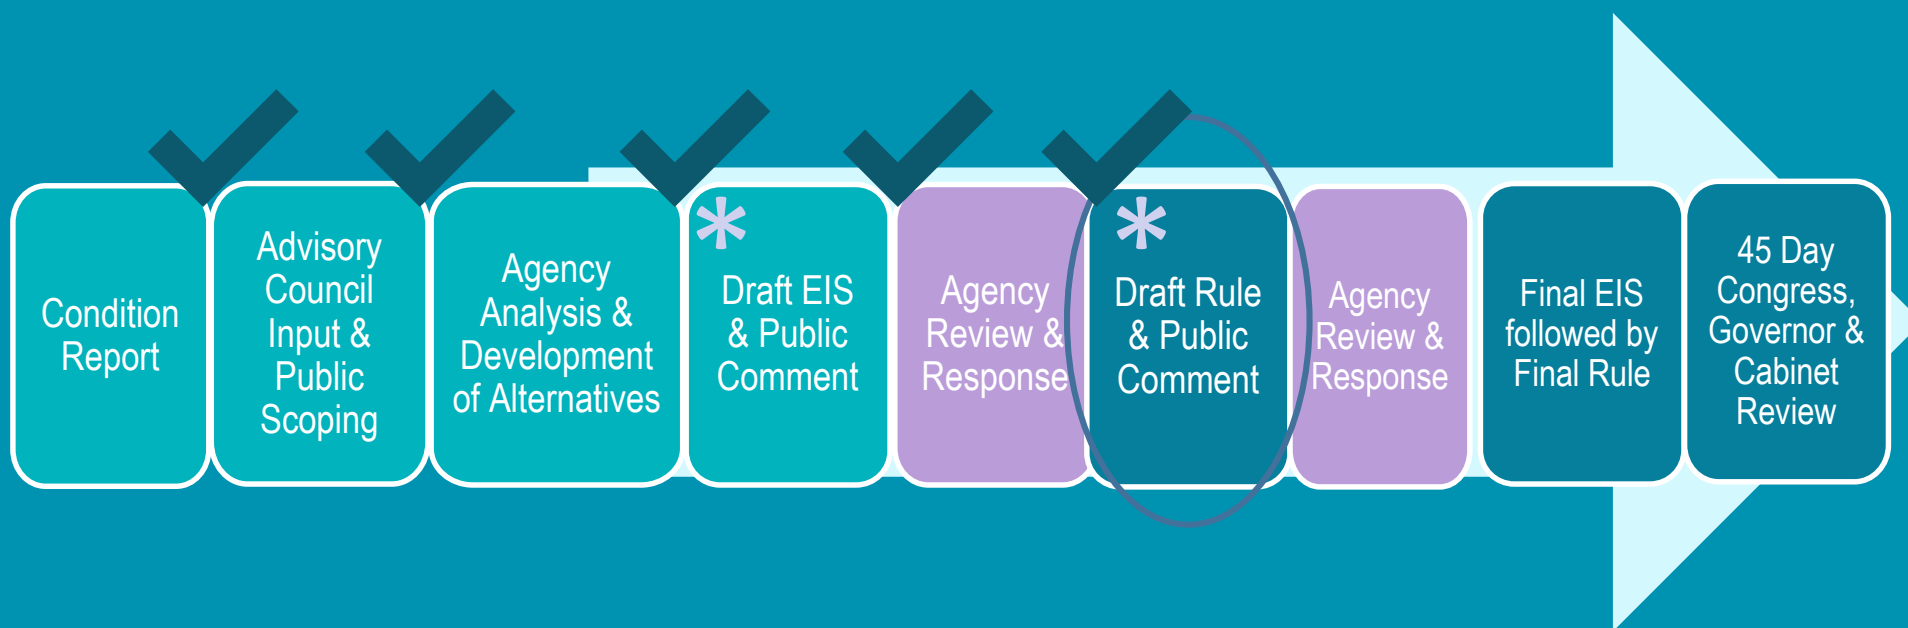 Condition
Report
Advisory
Council
Input &
Public
Scoping
Agency
Analysis &
Development
of Alternatives
*
Draft EIS
& Public
Comment
Agency
Review &
Response
*
Draft Rule
& Public
Comment
Agency
Review &
Response
Final EIS
followed by
Final Rule
45 Day
Congress,
Governor &
Cabinet
Review